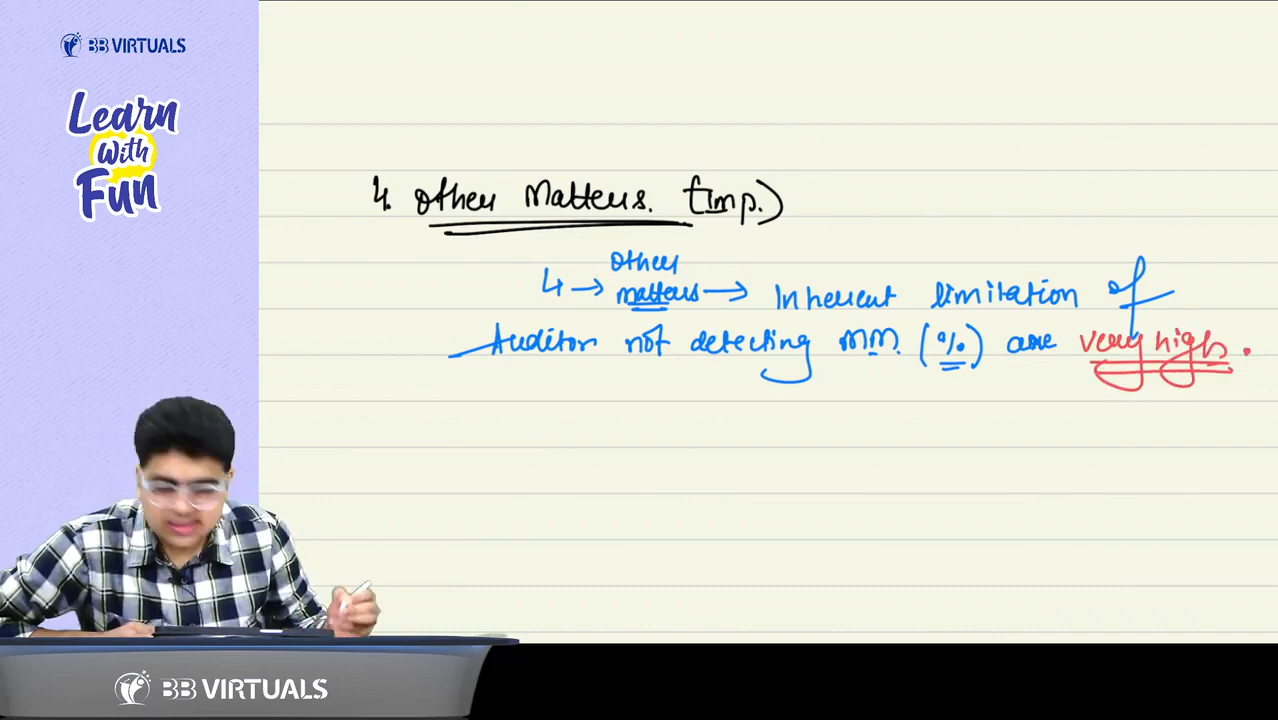 BB VIRTUALS
Learn
with
Fun
4. Other Matters. (Imp.)
4 → other matters → Inherent limitation of
Auditor not detecting MM. (%) are very high.
BB VIRTUALS